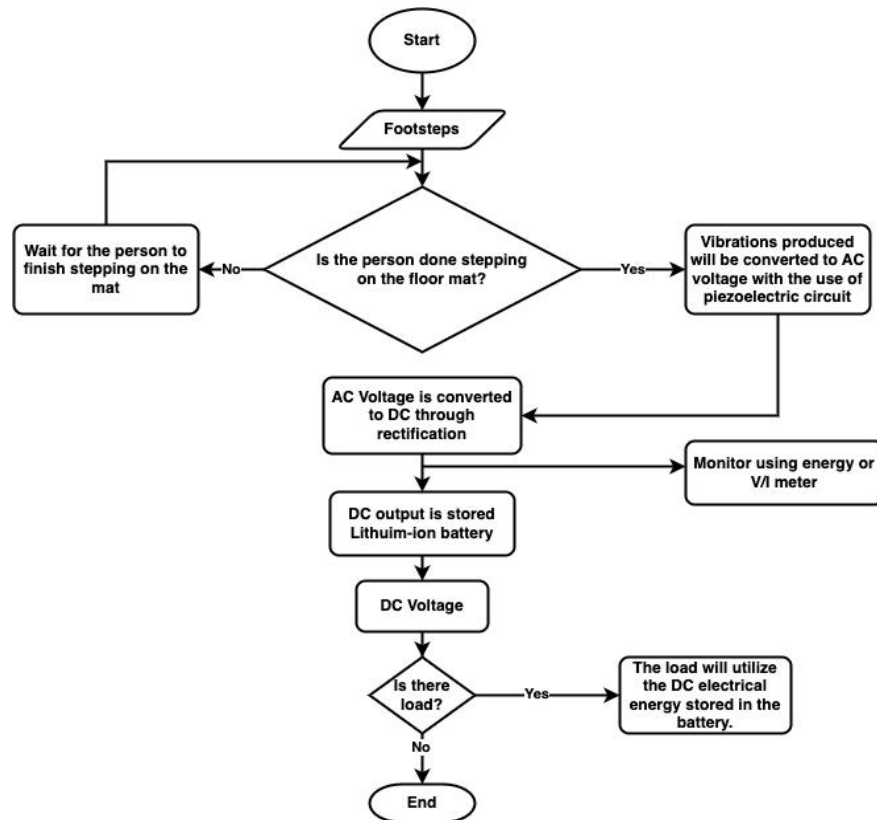 Start
Footsteps
Is the person done stepping
on the floor mat?
No
Wait for the person to
finish stepping on the
mat
Yes
Vibrations produced
will be converted to AC
voltage with the use of
piezoelectric circuit
AC Voltage is converted
to DC through
rectification
Monitor using energy or
V/I meter
DC output is stored
Lithuim-ion battery
DC Voltage
Is there
load?
Yes
The load will utilize
the DC electrical
energy stored in the
battery.
No
End